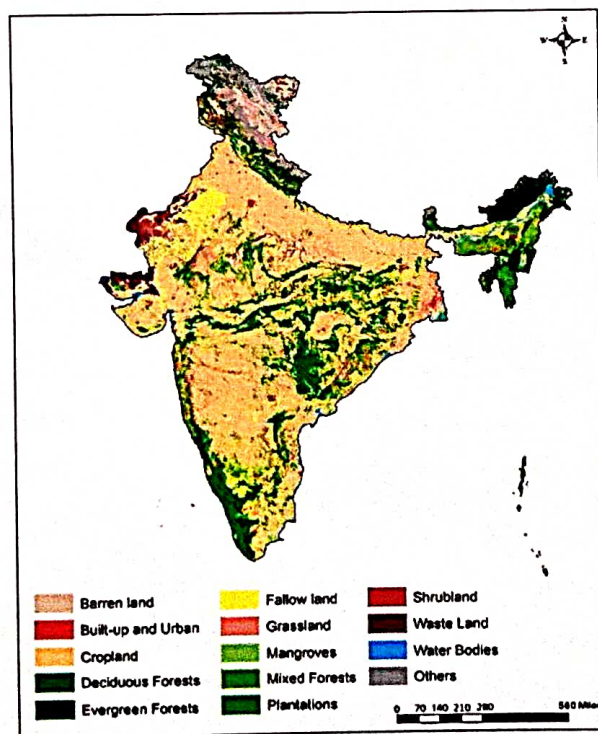 N
W E
S
Barren land
Built-up and Urban
Cropland
Deciduous Forests
Evergreen Forests
Fallow land
Grassland
Mangroves
Mixed Forests
Plantations
Shrubland
Waste Land
Water Bodies
Others
0 70 140 210 280 560 Miles